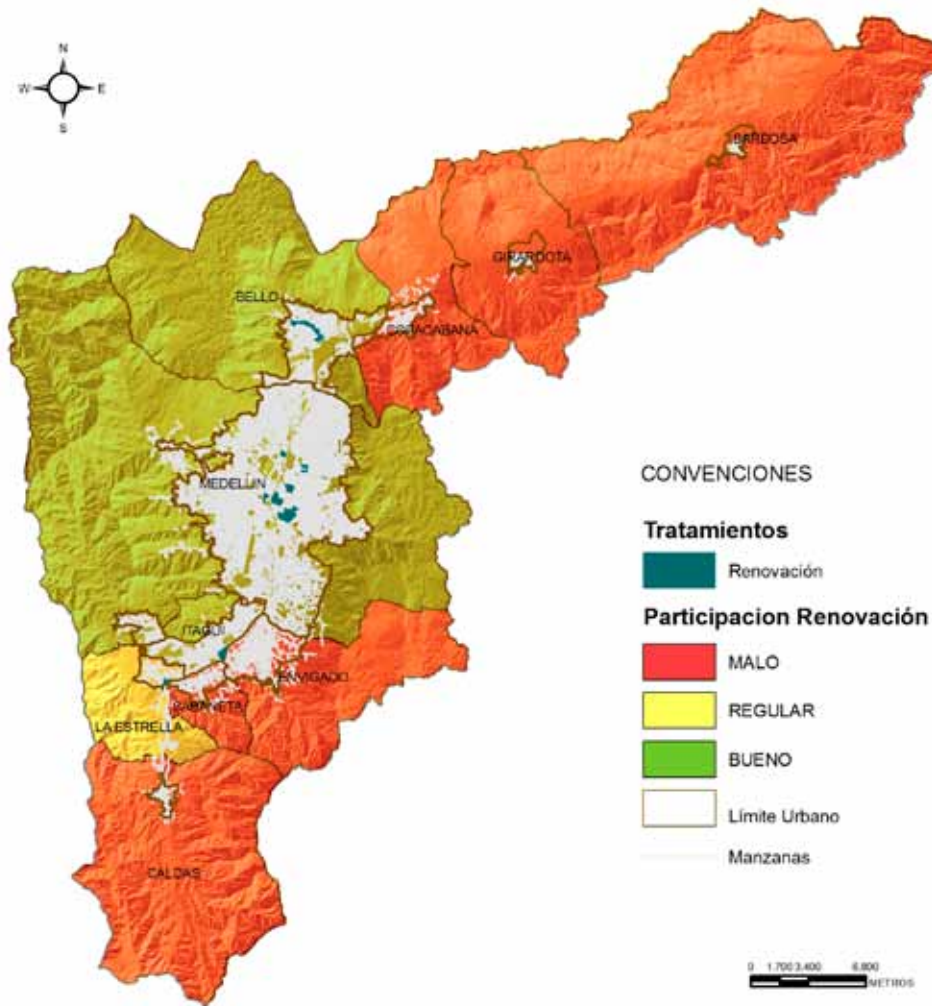 N
W E
S
BARBOSA
GIRARDOTA
COPACABANA
BELLO
MEDELLIN
ITAGUI
ENVIGADO
SABANETA
LA ESTRELLA
CALDAS
CONVENCIONES
Tratamientos
Renovación
Participacion Renovación
MALO
REGULAR
BUENO
Límite Urbano
Manzanas
0 1.700 3.400 6.800
METROS